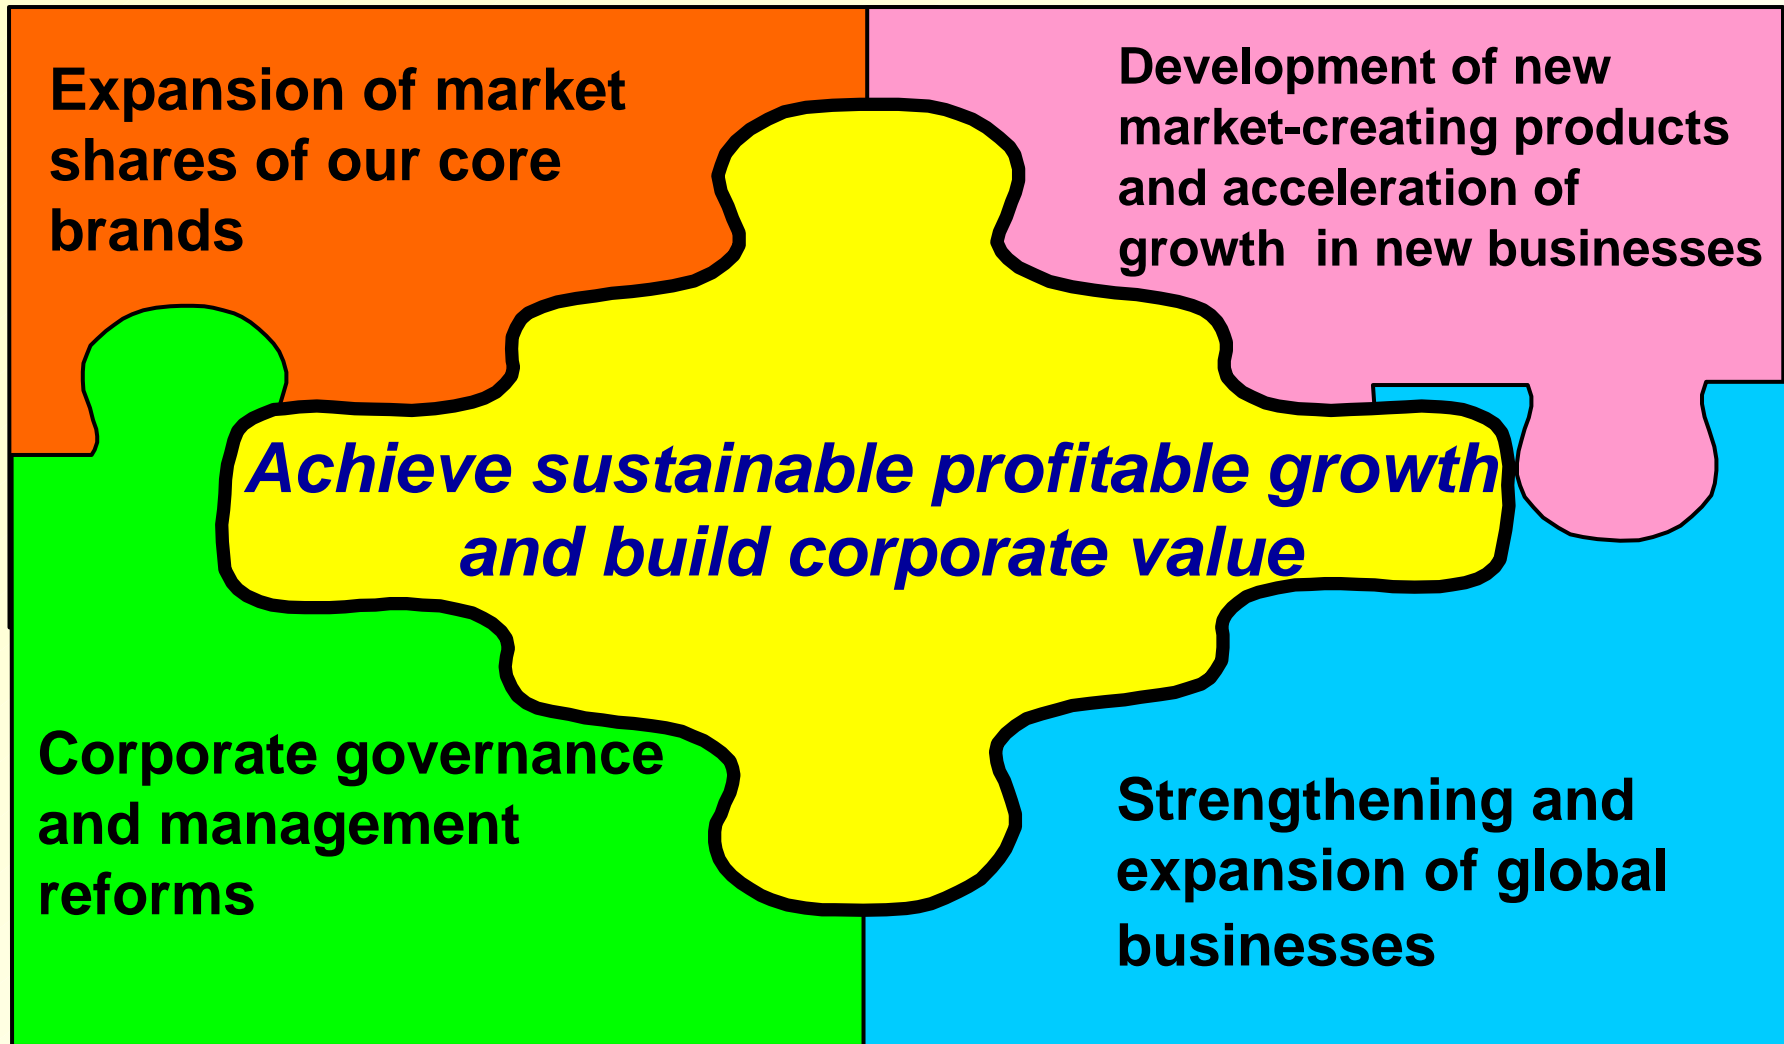 Expansion of market
shares of our core
brands
Development of new
market-creating products
and acceleration of
growth  in new businesses
Achieve sustainable profitable growth
and build corporate value
Corporate governance
and management
reforms
Strengthening and
expansion of global
businesses